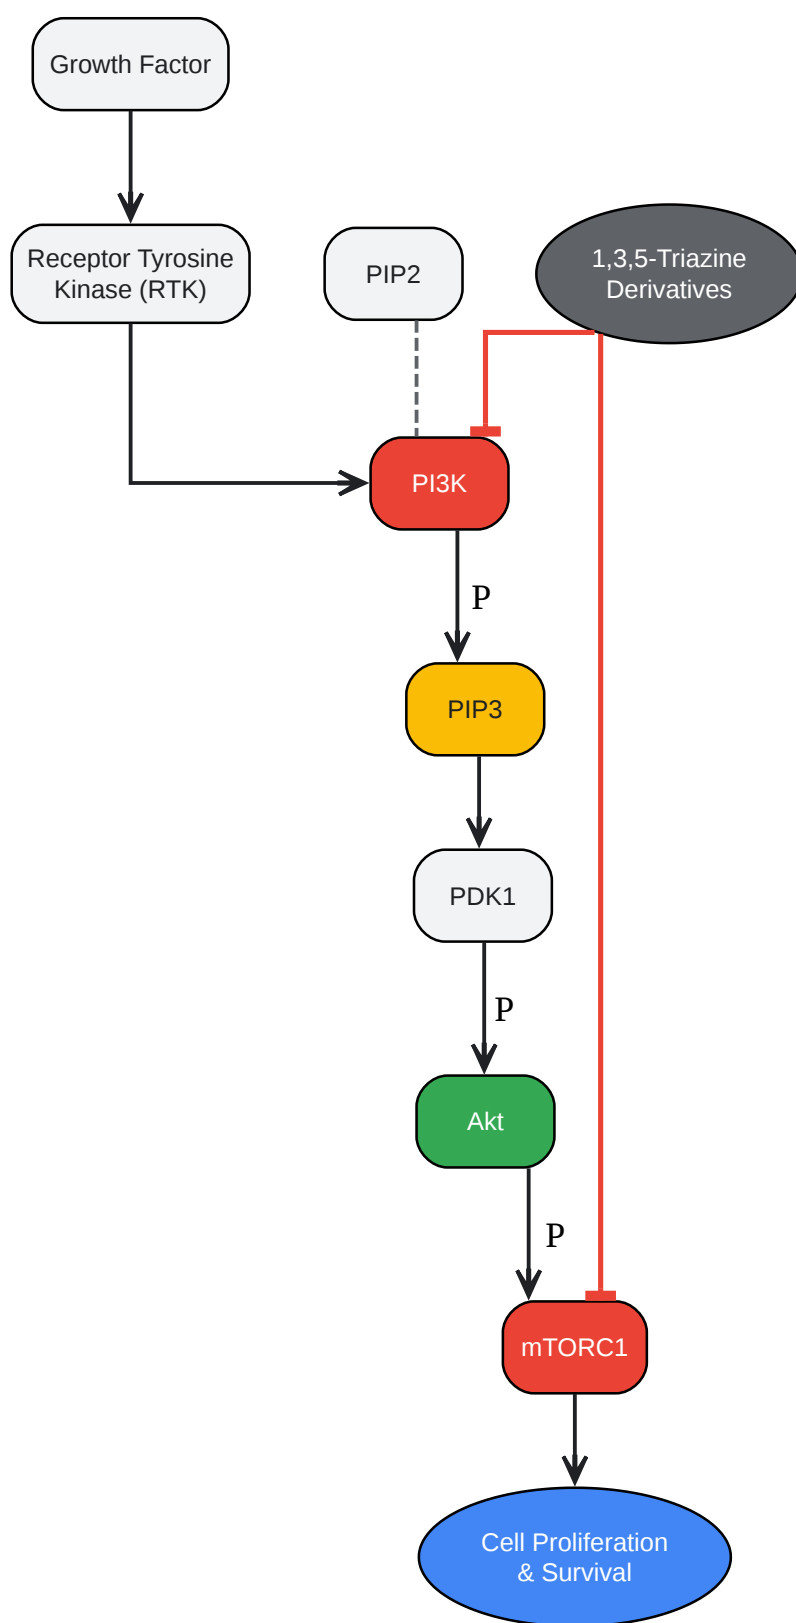 Growth Factor
Receptor Tyrosine
Kinase (RTK)
PIP2
1,3,5-Triazine
Derivatives
PI3K
P
PIP3
PDK1
P
Akt
P
mTORC1
Cell Proliferation
& Survival